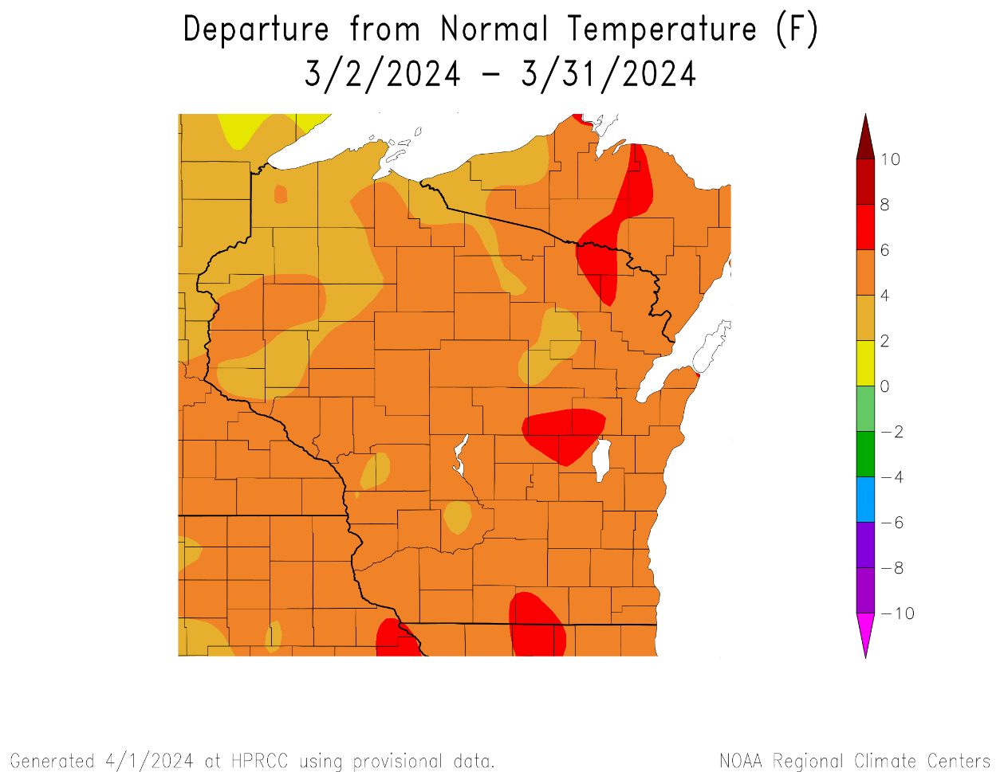 Departure from Normal Temperature (F)
3/2/2024 – 3/31/2024
10
8
6
4
2
0
−2
−4
−6
−8
−10
Generated 4/1/2024 at HPRCC using provisional data.
NOAA Regional Climate Centers